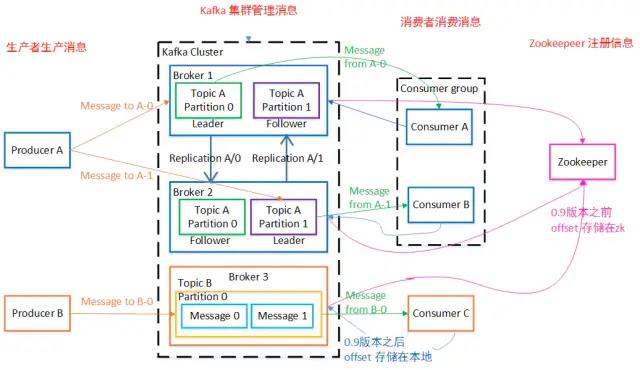 Kafka 集群管理消息
消费者消费消息
生产者生产消息
Zookeepeer 注册信息
Kafka Cluster
Message
from A-0
Broker 1
Consumer group
Topic A
Partition 0
Topic A
Partition 1
Message to A-0
Leader
Follower
Consumer A
Producer A
Replication A/0
Replication A/1
Zookeeper
Message to A-1
Broker 2
Message
from A-1
Topic A
Partition 0
Topic A
Partition 1
Consumer B
0.9版本之前
offset 存储在zk
Follower
Leader
Broker 3
Topic B
Partition 0
Message to B-0
Message
from B-0
Producer B
Message 0
Message 1
Consumer C
0.9版本之后
offset 存储在本地